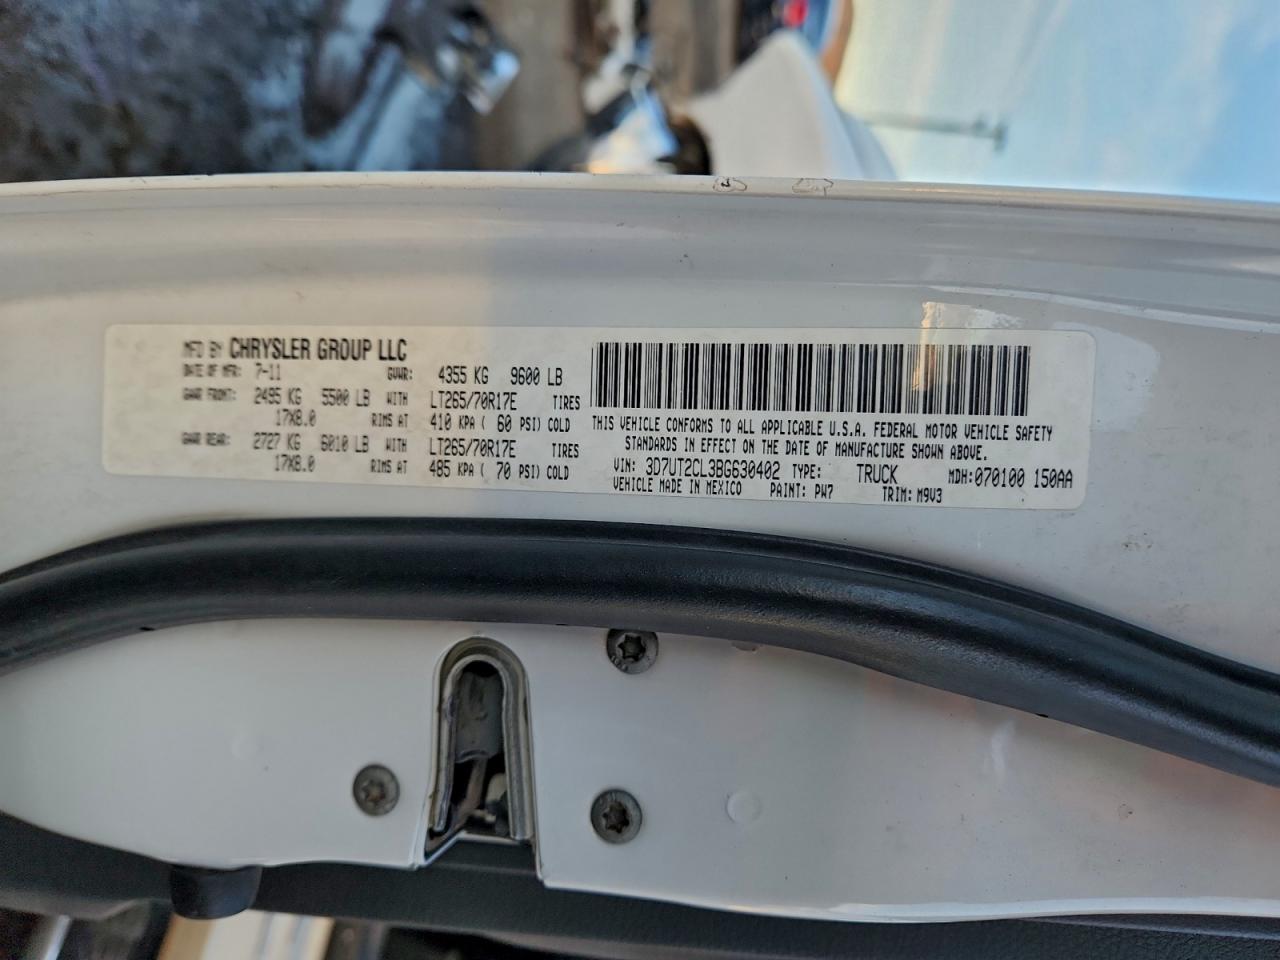 MFD BY CHRYSLER GROUP LLC
DATE OF MFR: 7-11 GVWR: 4355 KG 9600 LB
GAWR FRONT: 2495 KG 5500 LB WITH LT265/70R17E TIRES
17X8.0 RIMS AT 410 KPA ( 60 PSI) COLD
GAWR REAR: 2727 KG 6010 LB WITH LT265/70R17E TIRES
17X8.0 RIMS AT 485 KPA ( 70 PSI) COLD
THIS VEHICLE CONFORMS TO ALL APPLICABLE U.S.A. FEDERAL MOTOR VEHICLE SAFETY
STANDARDS IN EFFECT ON THE DATE OF MANUFACTURE SHOWN ABOVE.
VIN: 3D7UT2CL3BG630402 TYPE: TRUCK MDH:070100 150AA
VEHICLE MADE IN MEXICO PAINT: PW7 TRIM: M9V3